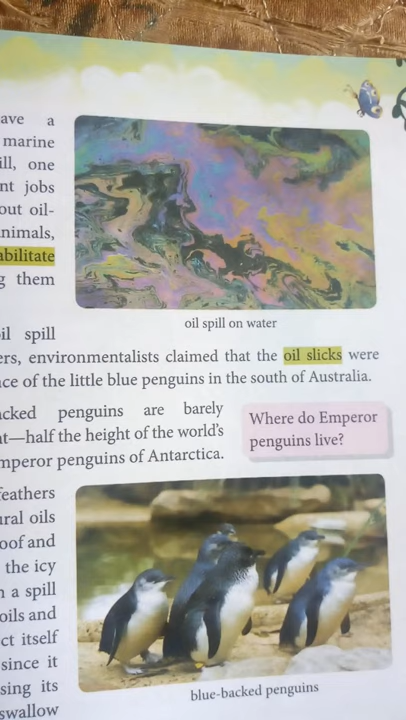 ave a
marine
ill, one
nt jobs
out oil-
nimals,
abilitate
g them
oil spill on water
il spill
ers, environmentalists claimed that the oil slicks were
ce of the little blue penguins in the south of Australia.
acked penguins are barely
t—half the height of the world's
mperor penguins of Antarctica.
Where do Emperor
penguins live?
feathers
ural oils
oof and
the icy
a spill
oils and
ct itself
since it
sing its
swallow
blue-backed penguins